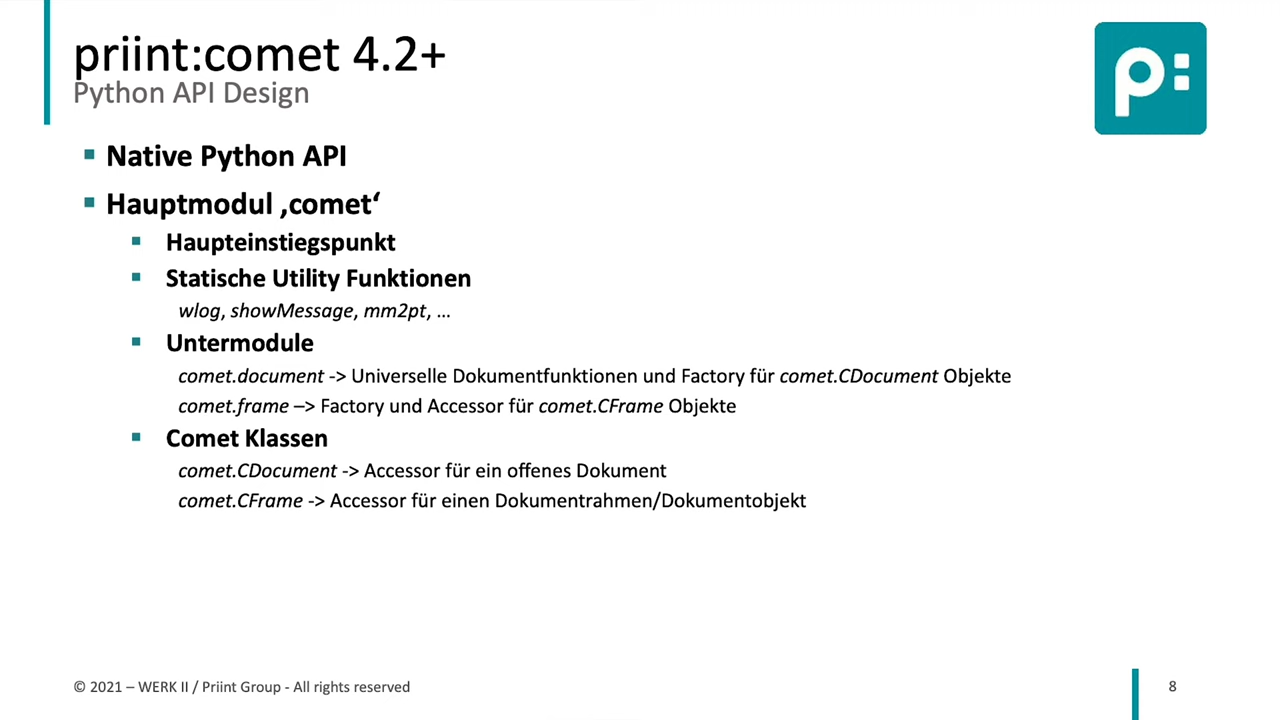 priint:comet 4.2+
Python API Design
p:
Native Python API
Hauptmodul ‚comet‘
Haupteinstiegspunkt
Statische Utility Funktionen
wlog, showMessage, mm2pt, ...
Untermodule
comet.document -> Universelle Dokumentfunktionen und Factory für comet.CDocument Objekte
comet.frame –> Factory und Accessor für comet.CFrame Objekte
Comet Klassen
comet.CDocument -> Accessor für ein offenes Dokument
comet.CFrame -> Accessor für einen Dokumentrahmen/Dokumentobjekt
© 2021 – WERK II / Priint Group - All rights reserved
8